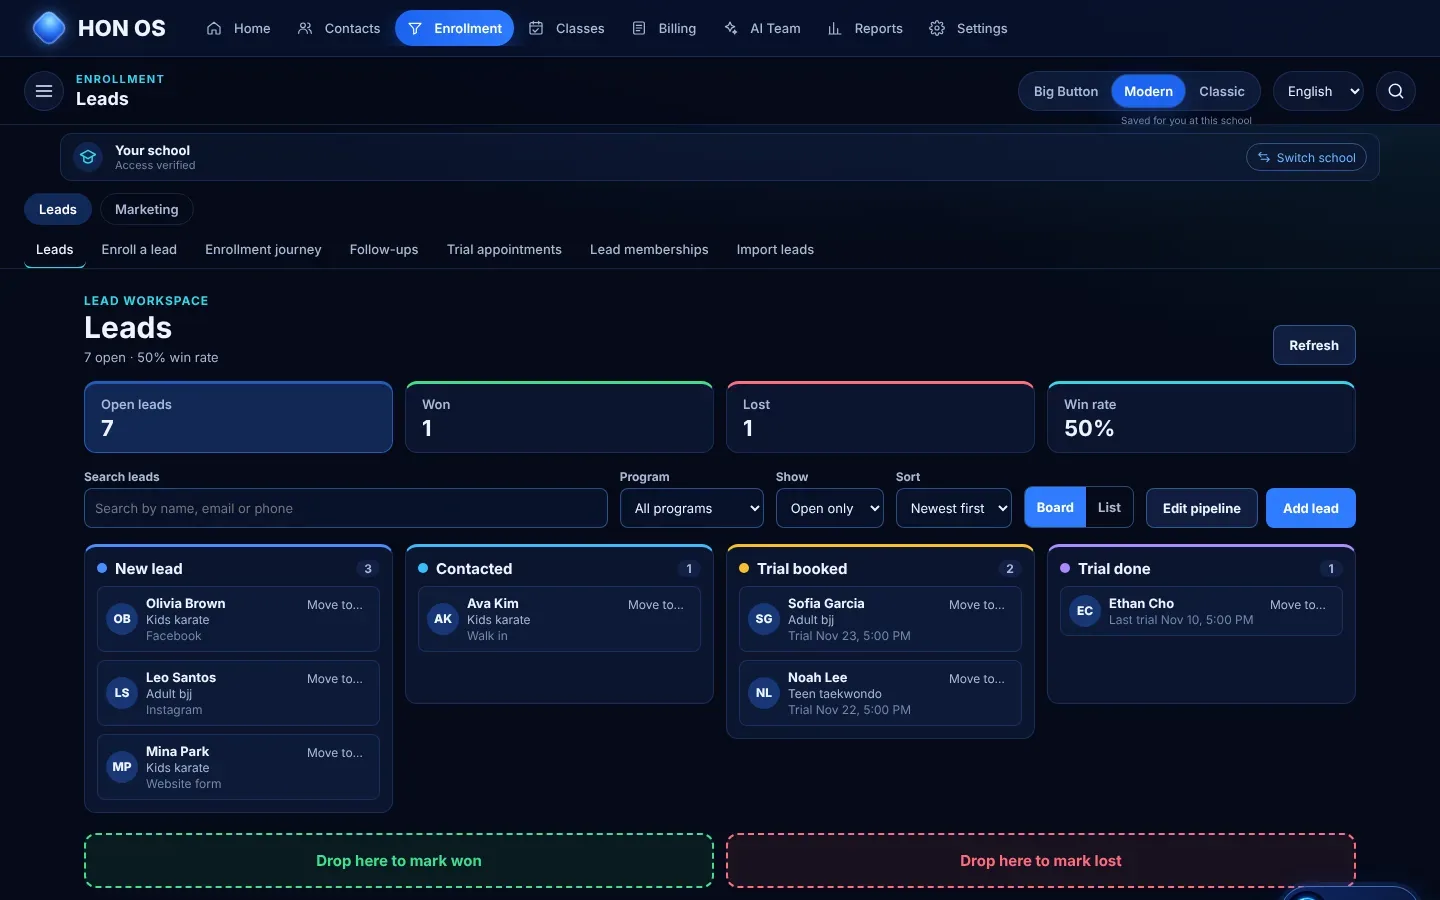 HON OS
Home
Contacts
Enrollment
Classes
Billing
AI Team
Reports
Settings
ENROLLMENT
Leads
Big Button
Modern
Classic
English
Saved for you at this school
Your school
Access verified
Switch school
Leads
Marketing
Leads
Enroll a lead
Enrollment journey
Follow-ups
Trial appointments
Lead memberships
Import leads
LEAD WORKSPACE
Leads
7 open · 50% win rate
Refresh
Open leads
7
Won
1
Lost
1
Win rate
50%
Search leads
Search by name, email or phone
Program
All programs
Show
Open only
Sort
Newest first
Board
List
Edit pipeline
Add lead
New lead
3
OB
Olivia Brown
Kids karate
Facebook
Move to...
LS
Leo Santos
Adult bjj
Instagram
Move to...
MP
Mina Park
Kids karate
Website form
Move to...
Contacted
1
AK
Ava Kim
Kids karate
Walk in
Move to...
Trial booked
2
SG
Sofia Garcia
Adult bjj
Trial Nov 23, 5:00 PM
Move to...
NL
Noah Lee
Teen taekwondo
Trial Nov 22, 5:00 PM
Move to...
Trial done
1
EC
Ethan Cho
Last trial Nov 10, 5:00 PM
Move to...
Drop here to mark won
Drop here to mark lost